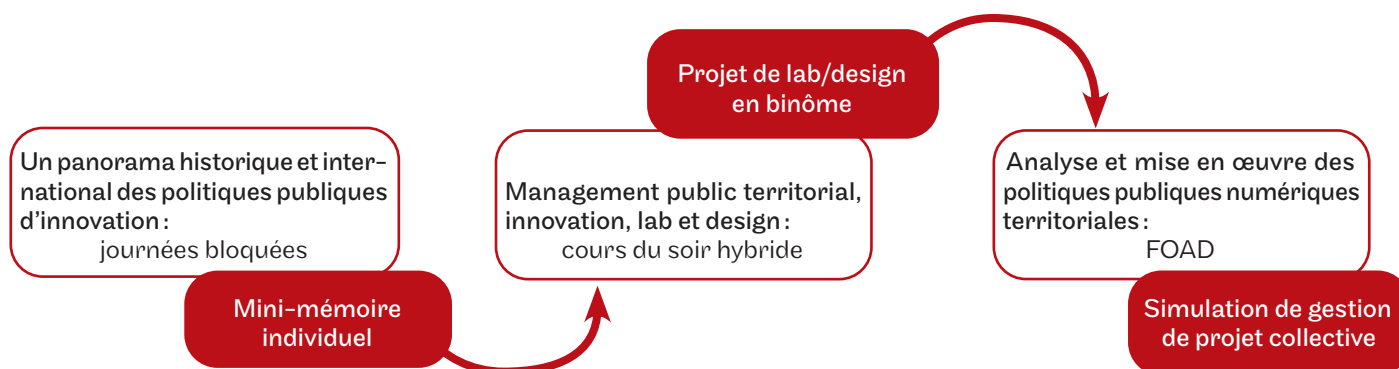 Un panorama historique et inter-
national des politiques publiques
d'innovation :
journées bloquées
Mini-mémoire
individuel
Projet de lab/design
en binôme
Management public territorial,
innovation, lab et design :
cours du soir hybride
Analyse et mise en œuvre des
politiques publiques numériques
territoriales :
FOAD
Simulation de gestion
de projet collective